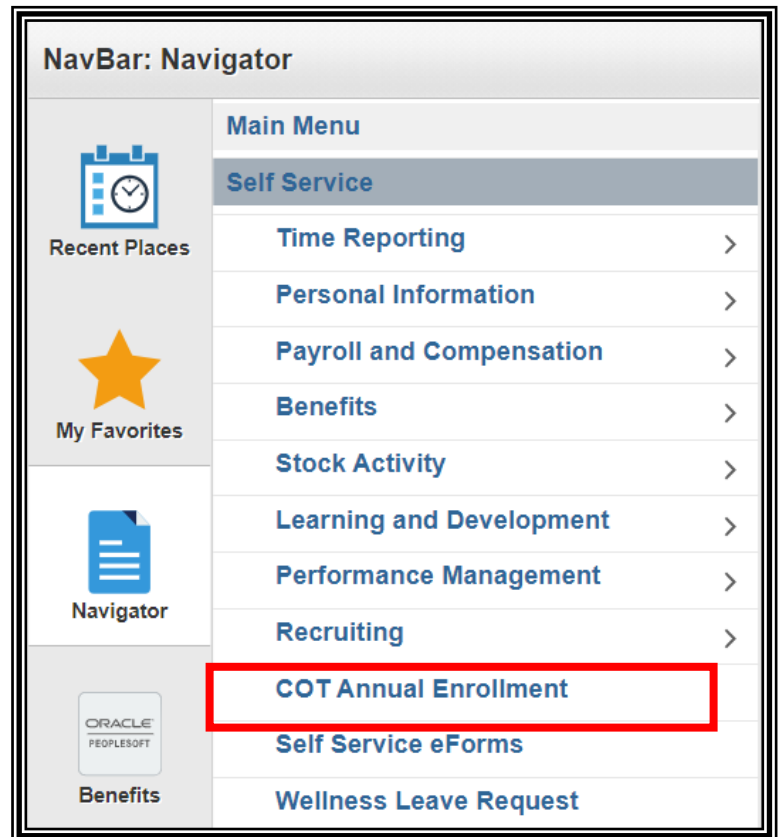 NavBar: Navigator
Recent Places
My Favorites
Navigator
ORACLE
PEOPLESOFT
Benefits
Main Menu
Self Service
Time Reporting
Personal Information
Payroll and Compensation
Benefits
Stock Activity
Learning and Development
Performance Management
Recruiting
COT Annual Enrollment
Self Service eForms
Wellness Leave Request